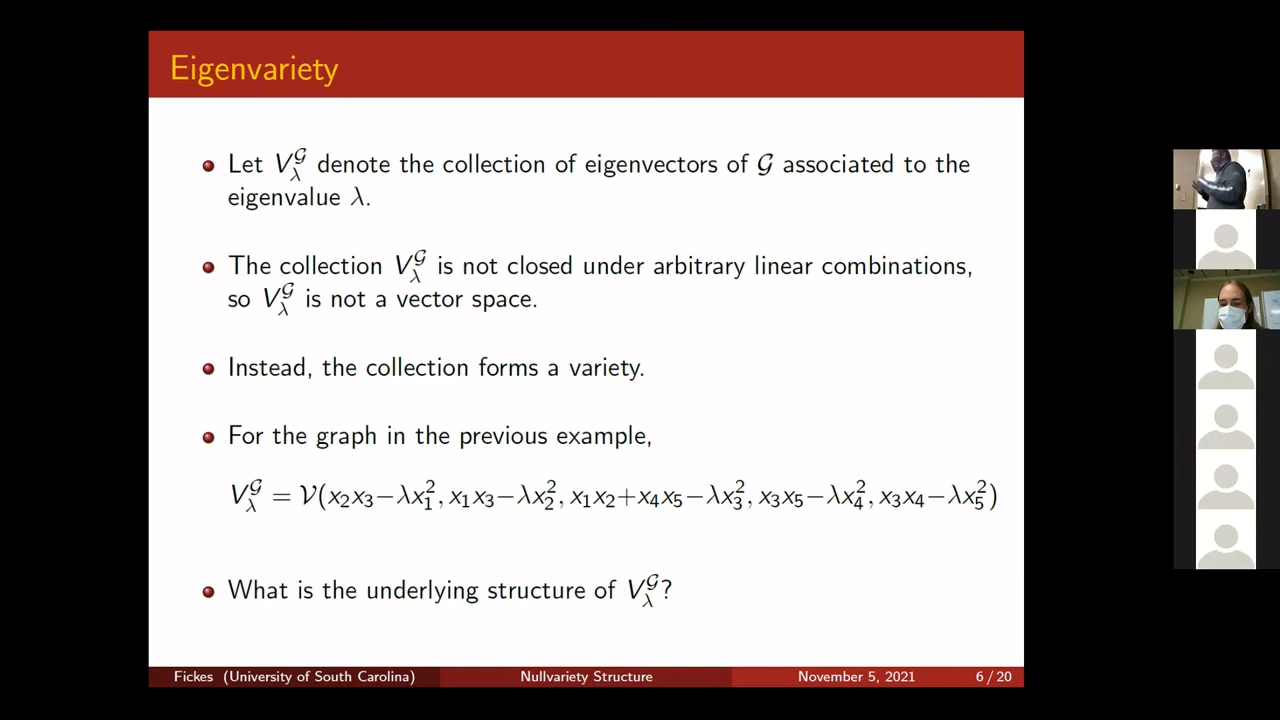 Eigenvariety
Let V_λ^𝒢 denote the collection of eigenvectors of 𝒢 associated to the
eigenvalue λ.
The collection V_λ^𝒢 is not closed under arbitrary linear combinations,
so V_λ^𝒢 is not a vector space.
Instead, the collection forms a variety.
For the graph in the previous example,
V_λ^𝒢 = 𝒱(x₂x₃−λx₁², x₁x₃−λx₂², x₁x₂+x₄x₅−λx₃², x₃x₅−λx₄², x₃x₄−λx₅²)
What is the underlying structure of V_λ^𝒢?
Fickes (University of South Carolina) Nullvariety Structure November 5, 2021 6 / 20